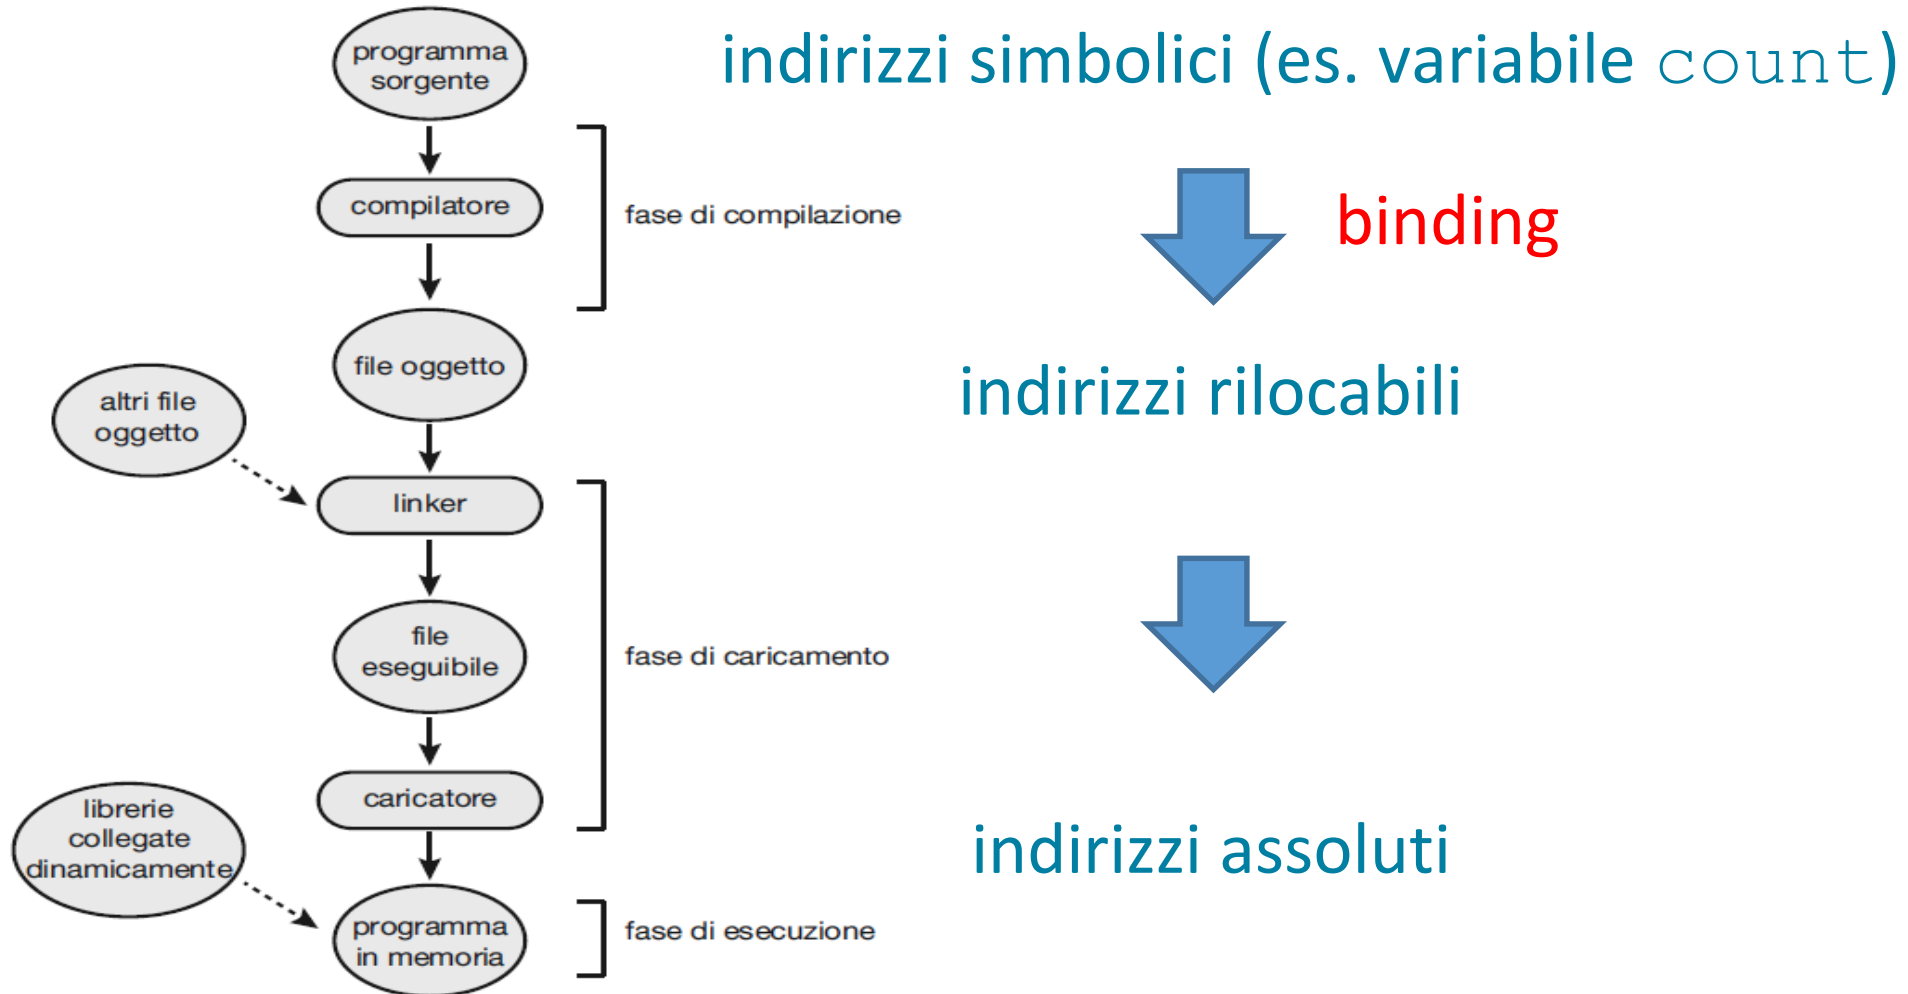 programma
sorgente
indirizzi simbolici (es. variabile count)
compilatore
fase di compilazione
binding
file oggetto
indirizzi rilocabili
altri file
oggetto
linker
file
eseguibile
fase di caricamento
caricatore
indirizzi assoluti
librerie
collegate
dinamicamente
programma
in memoria
fase di esecuzione